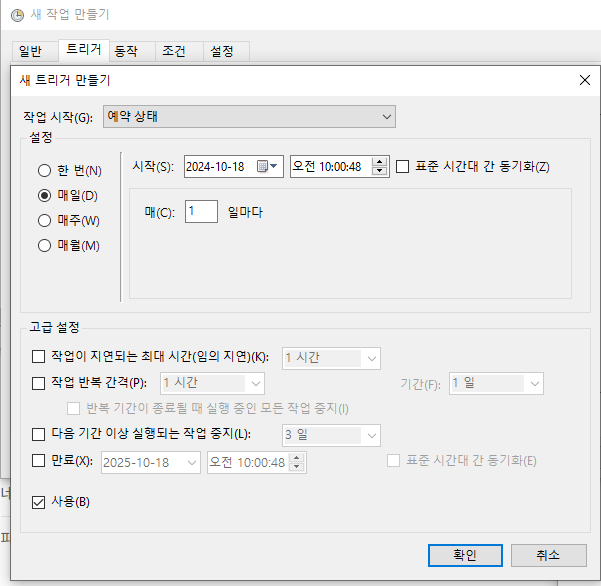 새 작업 만들기
일반 트리거 동작 조건 설정
새 트리거 만들기
작업 시작(G): 예약 상태
설정
한 번(N)
매일(D)
매주(W)
매월(M)
시작(S): 2024-10-18 오전 10:00:48 표준 시간대 간 동기화(Z)
매(C): 1 일마다
고급 설정
작업이 지연되는 최대 시간(임의 지연)(K): 1 시간
작업 반복 간격(P): 1 시간 기간(F): 1 일
반복 기간이 종료될 때 실행 중인 모든 작업 중지(I)
다음 기간 이상 실행되는 작업 중지(L): 3 일
만료(X): 2025-10-18 오전 10:00:48 표준 시간대 간 동기화(E)
사용(B)
확인 취소